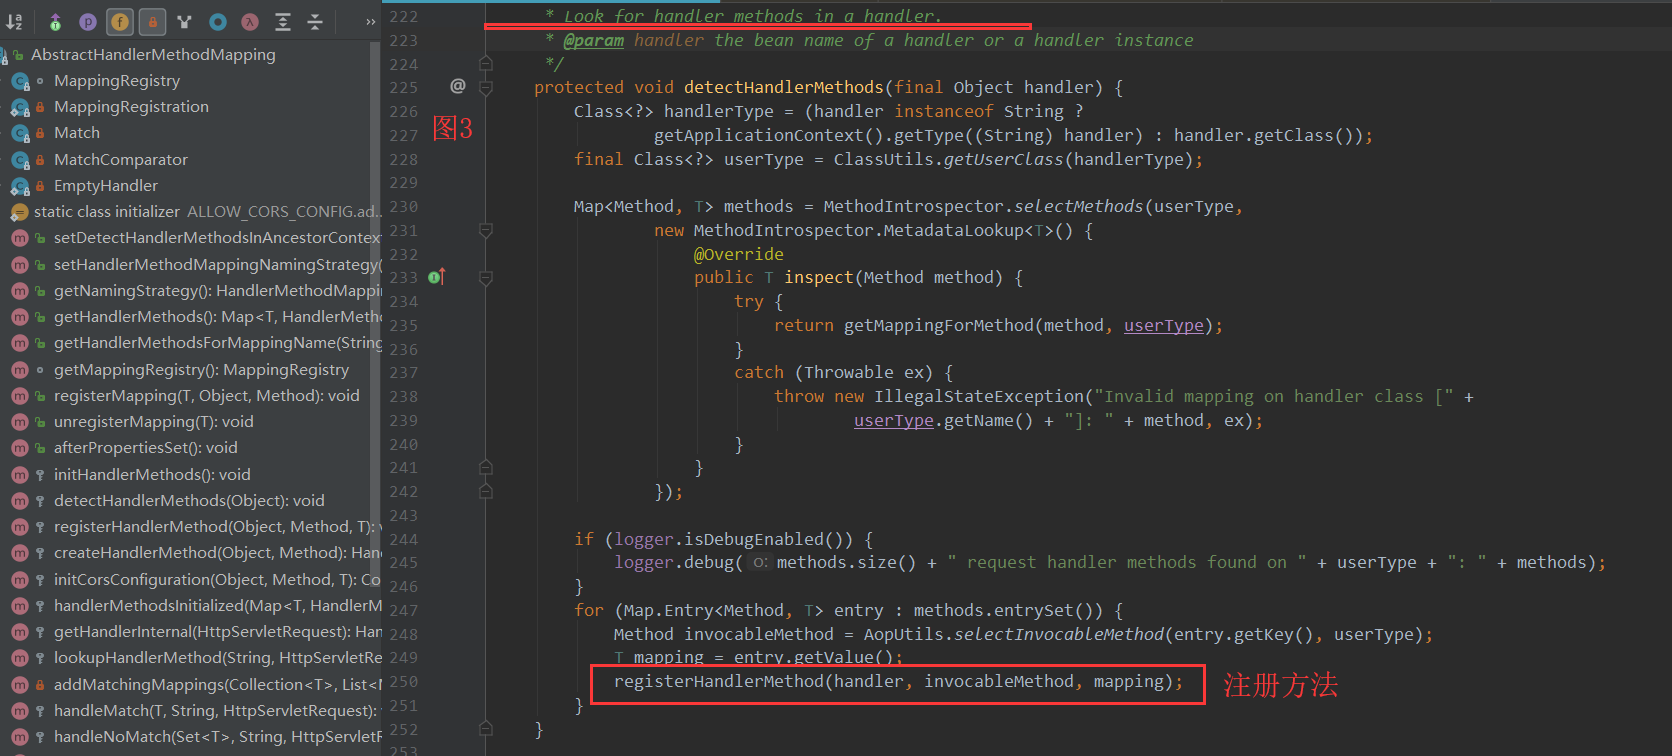 »
AbstractHandlerMethodMapping
MappingRegistry
MappingRegistration
Match
MatchComparator
EmptyHandler
static class initializer ALLOW_CORS_CONFIG.ad...
setDetectHandlerMethodsInAncestorContext
setHandlerMethodMappingNamingStrategy(
getNamingStrategy(): HandlerMethodMappi
getHandlerMethods(): Map<T, HandlerMetho
getHandlerMethodsForMappingName(String
getMappingRegistry(): MappingRegistry
registerMapping(T, Object, Method): void
unregisterMapping(T): void
afterPropertiesSet(): void
initHandlerMethods(): void
detectHandlerMethods(Object): void
registerHandlerMethod(Object, Method, T): v
createHandlerMethod(Object, Method): Han
initCorsConfiguration(Object, Method, T): Co
handlerMethodsInitialized(Map<T, HandlerM
getHandlerInternal(HttpServletRequest): Han
lookupHandlerMethod(String, HttpServletRe
addMatchingMappings(Collection<T>, List<M
handleMatch(T, String, HttpServletRequest):
handleNoMatch(Set<T>, String, HttpServletR
图3
222 * Look for handler methods in a handler.
223 * @param handler the bean name of a handler or a handler instance
224 */
225 @ protected void detectHandlerMethods(final Object handler) {
226 Class<?> handlerType = (handler instanceof String ?
227 getApplicationContext().getType((String) handler) : handler.getClass());
228 final Class<?> userType = ClassUtils.getUserClass(handlerType);
229
230 Map<Method, T> methods = MethodIntrospector.selectMethods(userType,
231 new MethodIntrospector.MetadataLookup<T>() {
232 @Override
233 public T inspect(Method method) {
234 try {
235 return getMappingForMethod(method, userType);
236 }
237 catch (Throwable ex) {
238 throw new IllegalStateException("Invalid mapping on handler class [" +
239 userType.getName() + "]: " + method, ex);
240 }
241 }
242 });
243
244 if (logger.isDebugEnabled()) {
245 logger.debug( o: methods.size() + " request handler methods found on " + userType + ": " + methods);
246 }
247 for (Map.Entry<Method, T> entry : methods.entrySet()) {
248 Method invocableMethod = AopUtils.selectInvocableMethod(entry.getKey(), userType);
249 T mapping = entry.getValue();
250 registerHandlerMethod(handler, invocableMethod, mapping); 注册方法
251 }
252 }
253